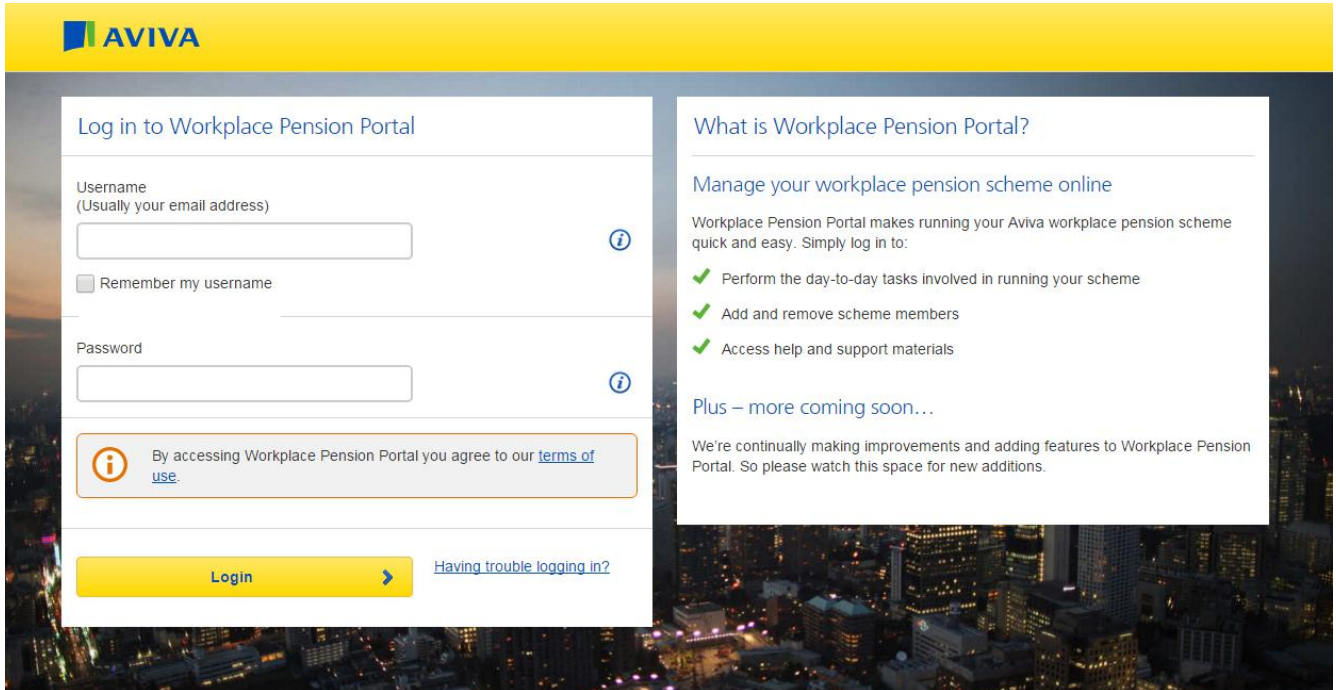 AVIVA
Log in to Workplace Pension Portal
Username
(Usually your email address)
Remember my username
Password
By accessing Workplace Pension Portal you agree to our terms of
use.
Login
Having trouble logging in?
What is Workplace Pension Portal?
Manage your workplace pension scheme online
Workplace Pension Portal makes running your Aviva workplace pension scheme
quick and easy. Simply log in to:
Perform the day-to-day tasks involved in running your scheme
Add and remove scheme members
Access help and support materials
Plus – more coming soon…
We're continually making improvements and adding features to Workplace Pension
Portal. So please watch this space for new additions.